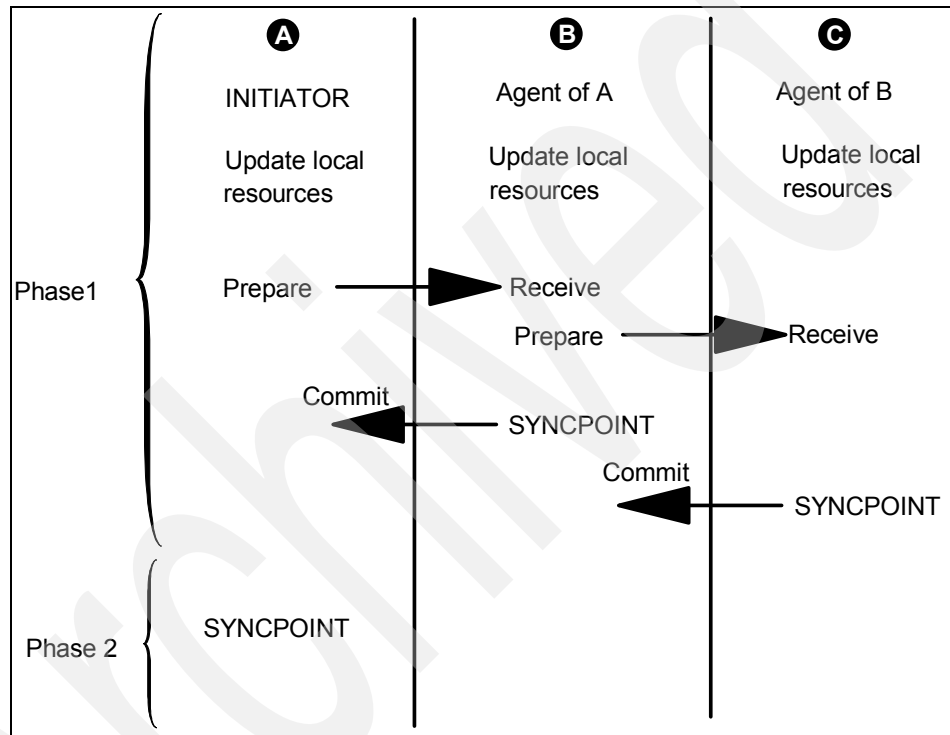 A B C
INITIATOR Agent of A Agent of B
Update local Update local Update local
resources resources resources
Phase1
Prepare Receive
Prepare Receive
Commit
SYNCPOINT
Commit
SYNCPOINT
SYNCPOINT
Phase 2
rchived